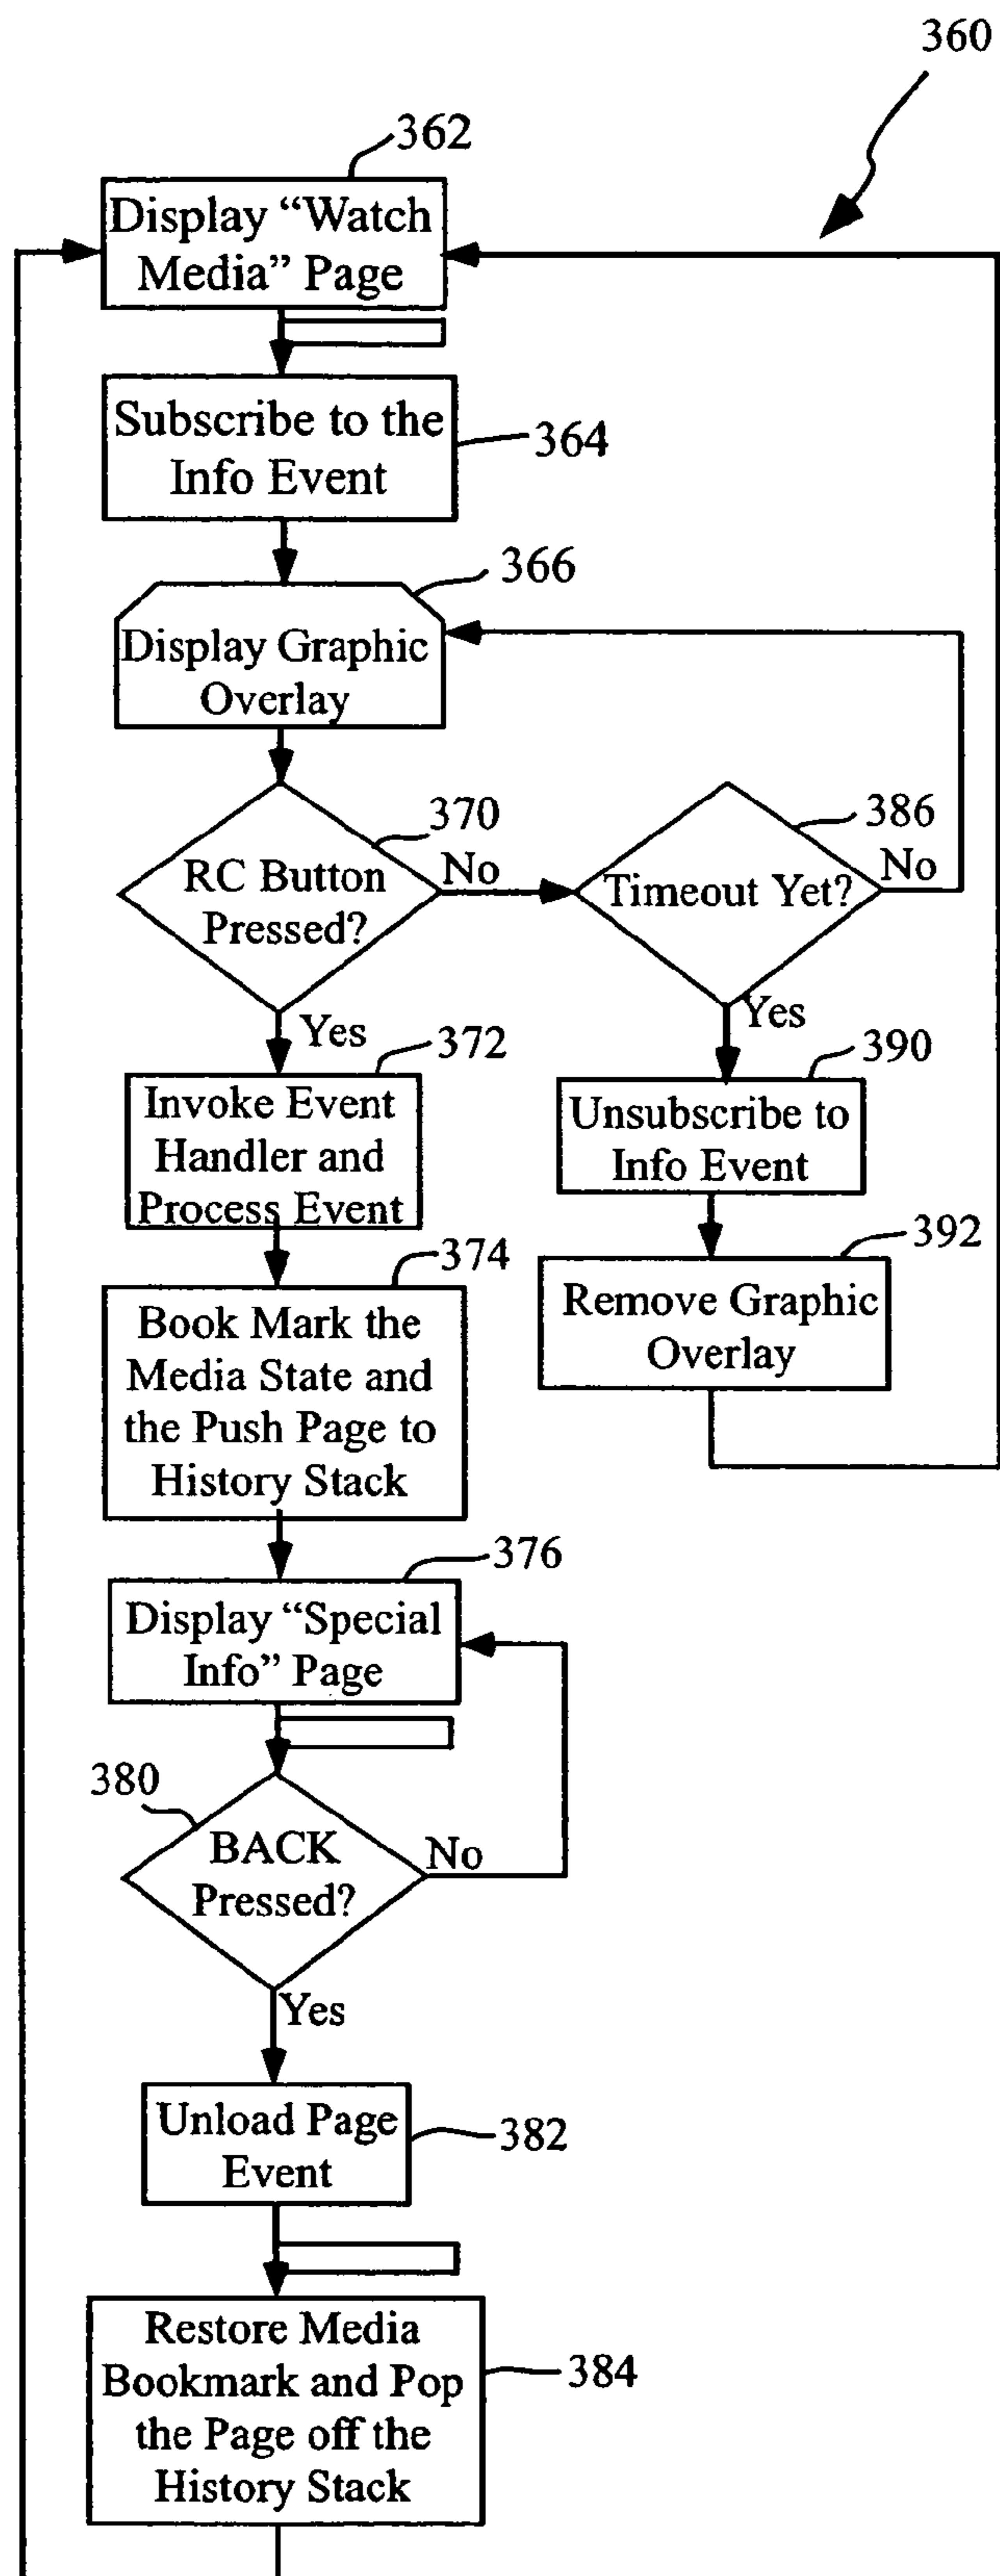 360
362
Display “Watch
Media” Page
Subscribe to the
Info Event
364
366
Display Graphic
Overlay
370
RC Button
Pressed?
No
386
Timeout Yet?
No
Yes
372
Invoke Event
Handler and
Process Event
Yes
390
Unsubscribe to
Info Event
392
Remove Graphic
Overlay
374
Book Mark the
Media State and
the Push Page to
History Stack
376
Display “Special
Info” Page
380
BACK
Pressed?
No
Yes
Unload Page
Event
382
Restore Media
Bookmark and Pop
the Page off the
History Stack
384